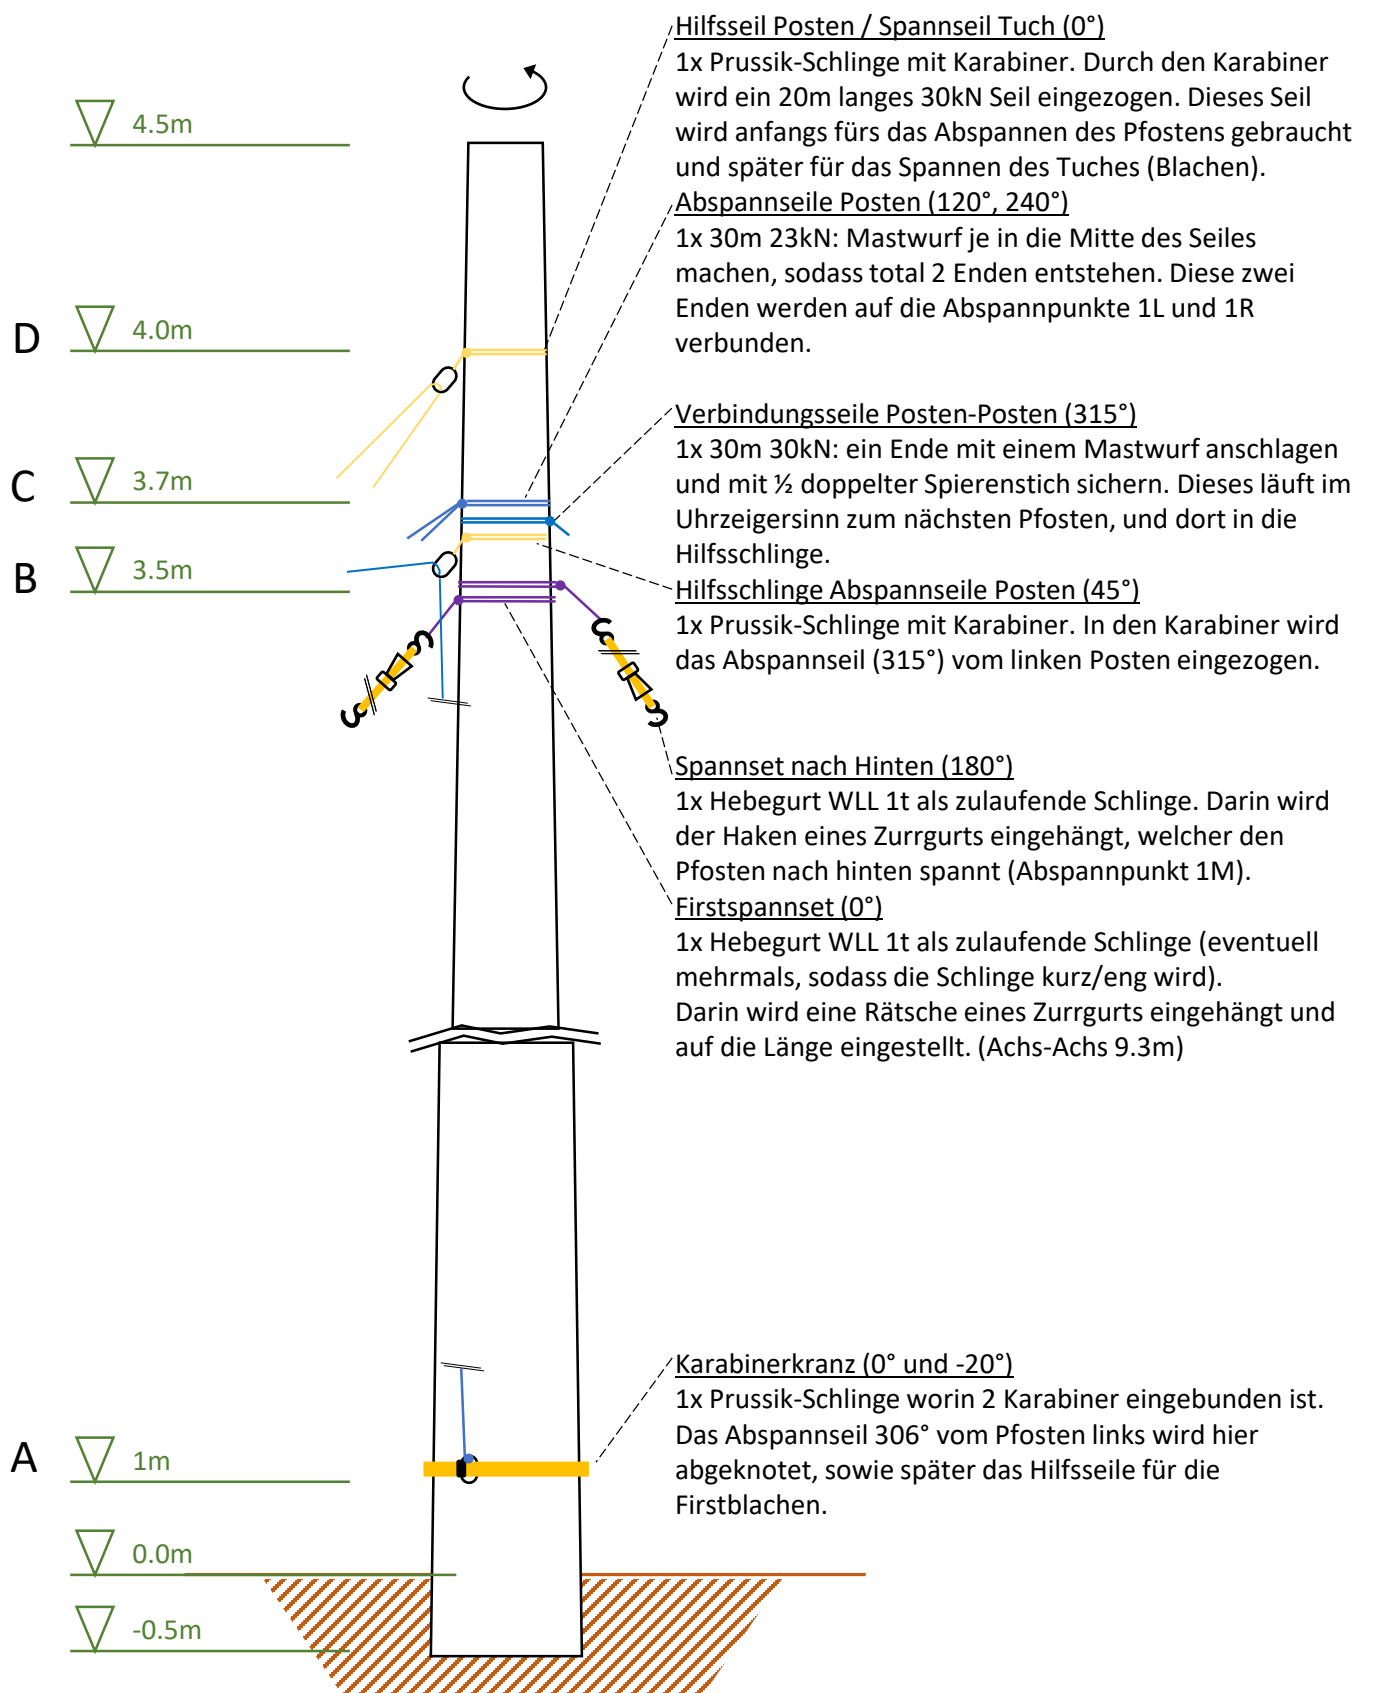 Hilfsseil Posten / Spannseil Tuch (0°)
1x Prussik-Schlinge mit Karabiner. Durch den Karabiner
wird ein 20m langes 30kN Seil eingezogen. Dieses Seil
wird anfangs fürs das Abspannen des Pfostens gebraucht
und später für das Spannen des Tuches (Blachen).
Abspannseile Posten (120°, 240°)
1x 30m 23kN: Mastwurf je in die Mitte des Seiles
machen, sodass total 2 Enden entstehen. Diese zwei
Enden werden auf die Abspannpunkte 1L und 1R
verbunden.
Verbindungsseile Posten-Posten (315°)
1x 30m 30kN: ein Ende mit einem Mastwurf anschlagen
und mit ½ doppelter Spierenstich sichern. Dieses läuft im
Uhrzeigersinn zum nächsten Pfosten, und dort in die
Hilfsschlinge.
Hilfsschlinge Abspannseile Posten (45°)
1x Prussik-Schlinge mit Karabiner. In den Karabiner wird
das Abspannseil (315°) vom linken Posten eingezogen.
Spannset nach Hinten (180°)
1x Hebegurt WLL 1t als zulaufende Schlinge. Darin wird
der Haken eines Zurrgurts eingehängt, welcher den
Pfosten nach hinten spannt (Abspannpunkt 1M).
Firstspannset (0°)
1x Hebegurt WLL 1t als zulaufende Schlinge (eventuell
mehrmals, sodass die Schlinge kurz/eng wird).
Darin wird eine Rätsche eines Zurrgurts eingehängt und
auf die Länge eingestellt. (Achs-Achs 9.3m)
Karabinerkranz (0° und -20°)
1x Prussik-Schlinge worin 2 Karabiner eingebunden ist.
Das Abspannseil 306° vom Pfosten links wird hier
abgeknotet, sowie später das Hilfsseile für die
Firstblachen.
4.5m
D 4.0m
C 3.7m
B 3.5m
A 1m
0.0m
-0.5m